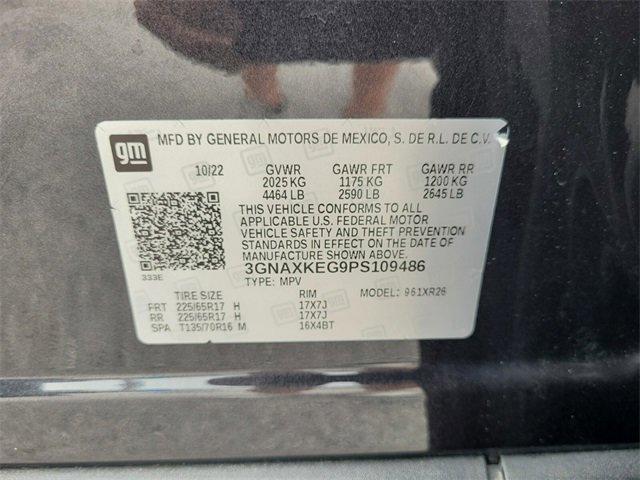 gm
MFD BY GENERAL MOTORS DE MEXICO, S. DE R.L. DE C.V.
10/22 GVWR GAWR FRT GAWR RR
2025 KG 1175 KG 1200 KG
4464 LB 2590 LB 2645 LB
THIS VEHICLE CONFORMS TO ALL
APPLICABLE U.S. FEDERAL MOTOR
VEHICLE SAFETY AND THEFT PREVENTION
STANDARDS IN EFFECT ON THE DATE OF
MANUFACTURE SHOWN ABOVE.
3GNAXKEG9PS109486
333E TYPE: MPV
TIRE SIZE RIM MODEL: 961XR26
FRT 225/65R17 H 17X7J
RR 225/65R17 H 17X7J
SPA T135/70R16 M 16X4BT